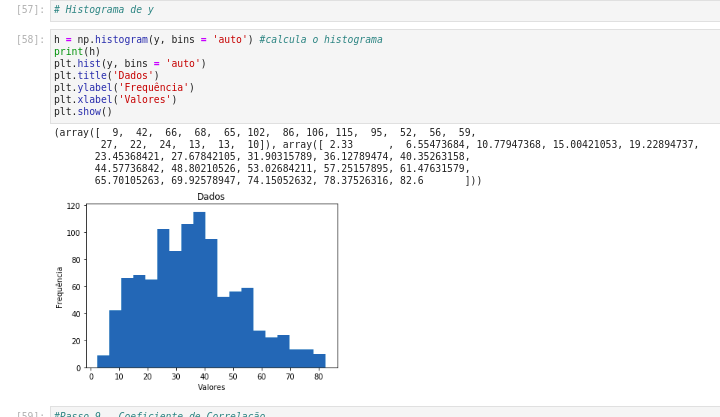 [57]: # Histograma de y
[58]: h = np.histogram(y, bins = 'auto') #calcula o histograma
print(h)
plt.hist(y, bins = 'auto')
plt.title('Dados')
plt.ylabel('Frequência')
plt.xlabel('Valores')
plt.show()
(array([  9,  42,  66,  68,  65, 102,  86, 106, 115,  95,  52,  56,  59,
27,  22,  24,  13,  13,  10]), array([ 2.33      ,  6.55473684, 10.77947368, 15.00421053, 19.22894737,
23.45368421, 27.67842105, 31.90315789, 36.12789474, 40.35263158,
44.57736842, 48.80210526, 53.02684211, 57.25157895, 61.47631579,
65.70105263, 69.92578947, 74.15052632, 78.37526316, 82.6       ]))
Dados
120
100
80
60
40
20
0
Frequência
0 10 20 30 40 50 60 70 80
Valores
[59]: #Passo 9 - Coeficiente de Correlação